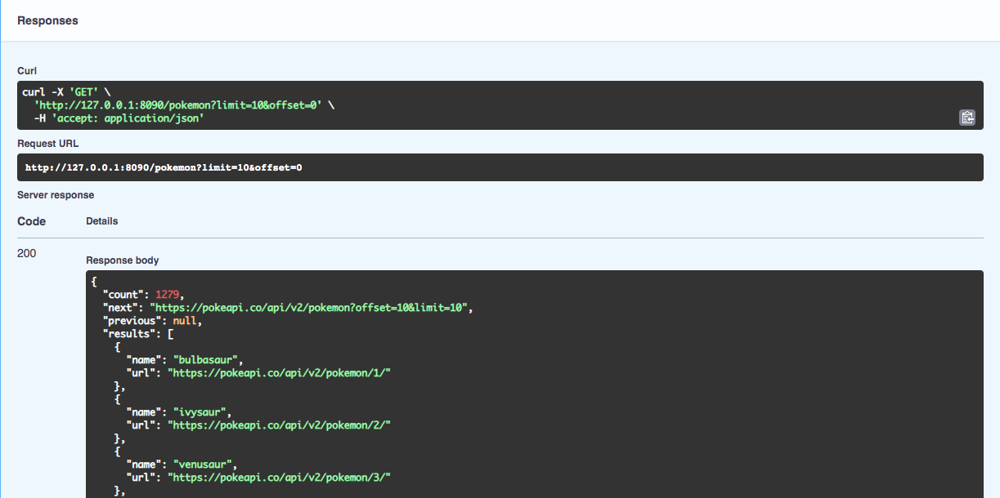 Responses
Curl
curl -X 'GET' \
  'http://127.0.0.1:8090/pokemon?limit=10&offset=0' \
  -H 'accept: application/json'
Request URL
http://127.0.0.1:8090/pokemon?limit=10&offset=0
Server response
Code Details
200
Response body
{
  "count": 1279,
  "next": "https://pokeapi.co/api/v2/pokemon?offset=10&limit=10",
  "previous": null,
  "results": [
    {
      "name": "bulbasaur",
      "url": "https://pokeapi.co/api/v2/pokemon/1/"
    },
    {
      "name": "ivysaur",
      "url": "https://pokeapi.co/api/v2/pokemon/2/"
    },
    {
      "name": "venusaur",
      "url": "https://pokeapi.co/api/v2/pokemon/3/"
    },